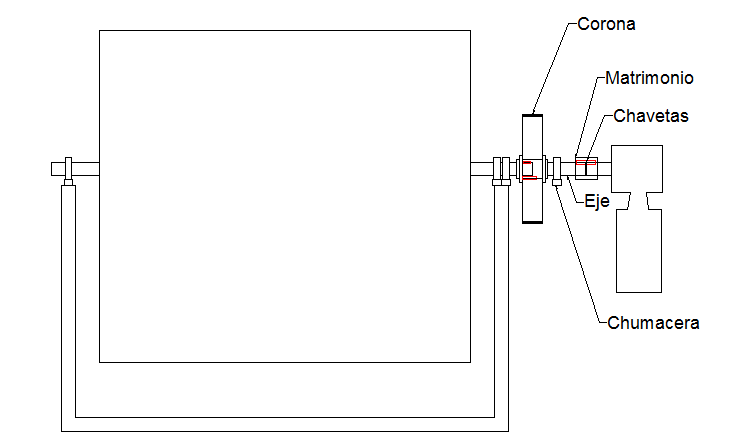 Corona
Matrimonio
Chavetas
Eje
Chumacera